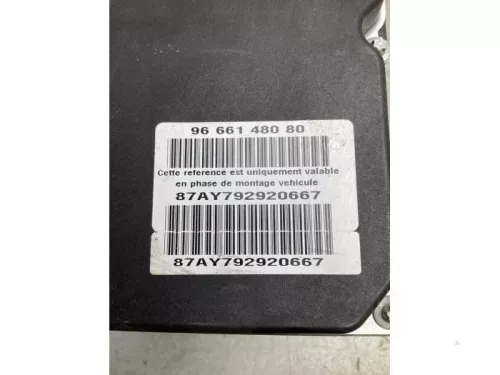 96 661 480 80
Cette reference est uniquement valable
en phase de montage vehicule
87AY792920667
87AY792920667